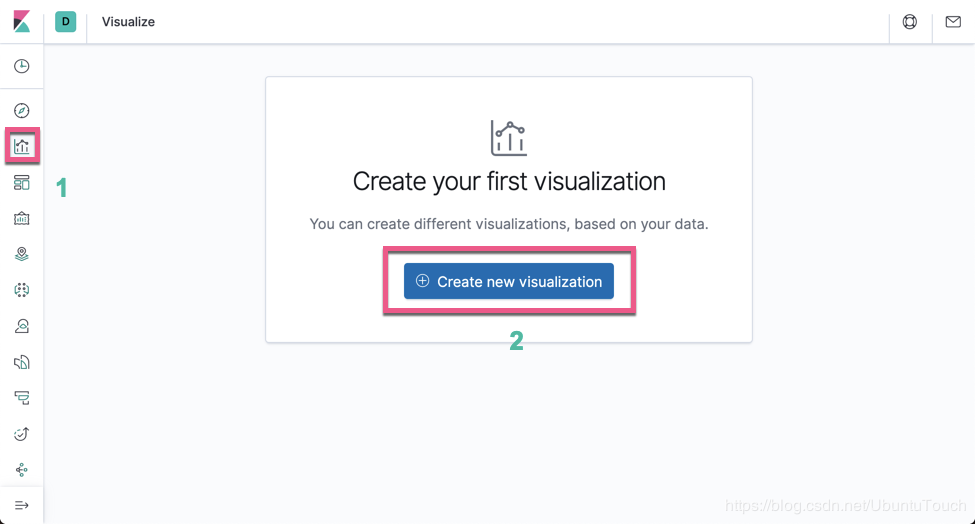 D
Visualize
1
Create your first visualization
You can create different visualizations, based on your data.
Create new visualization
2
https://blog.csdn.net/UbuntuTouch